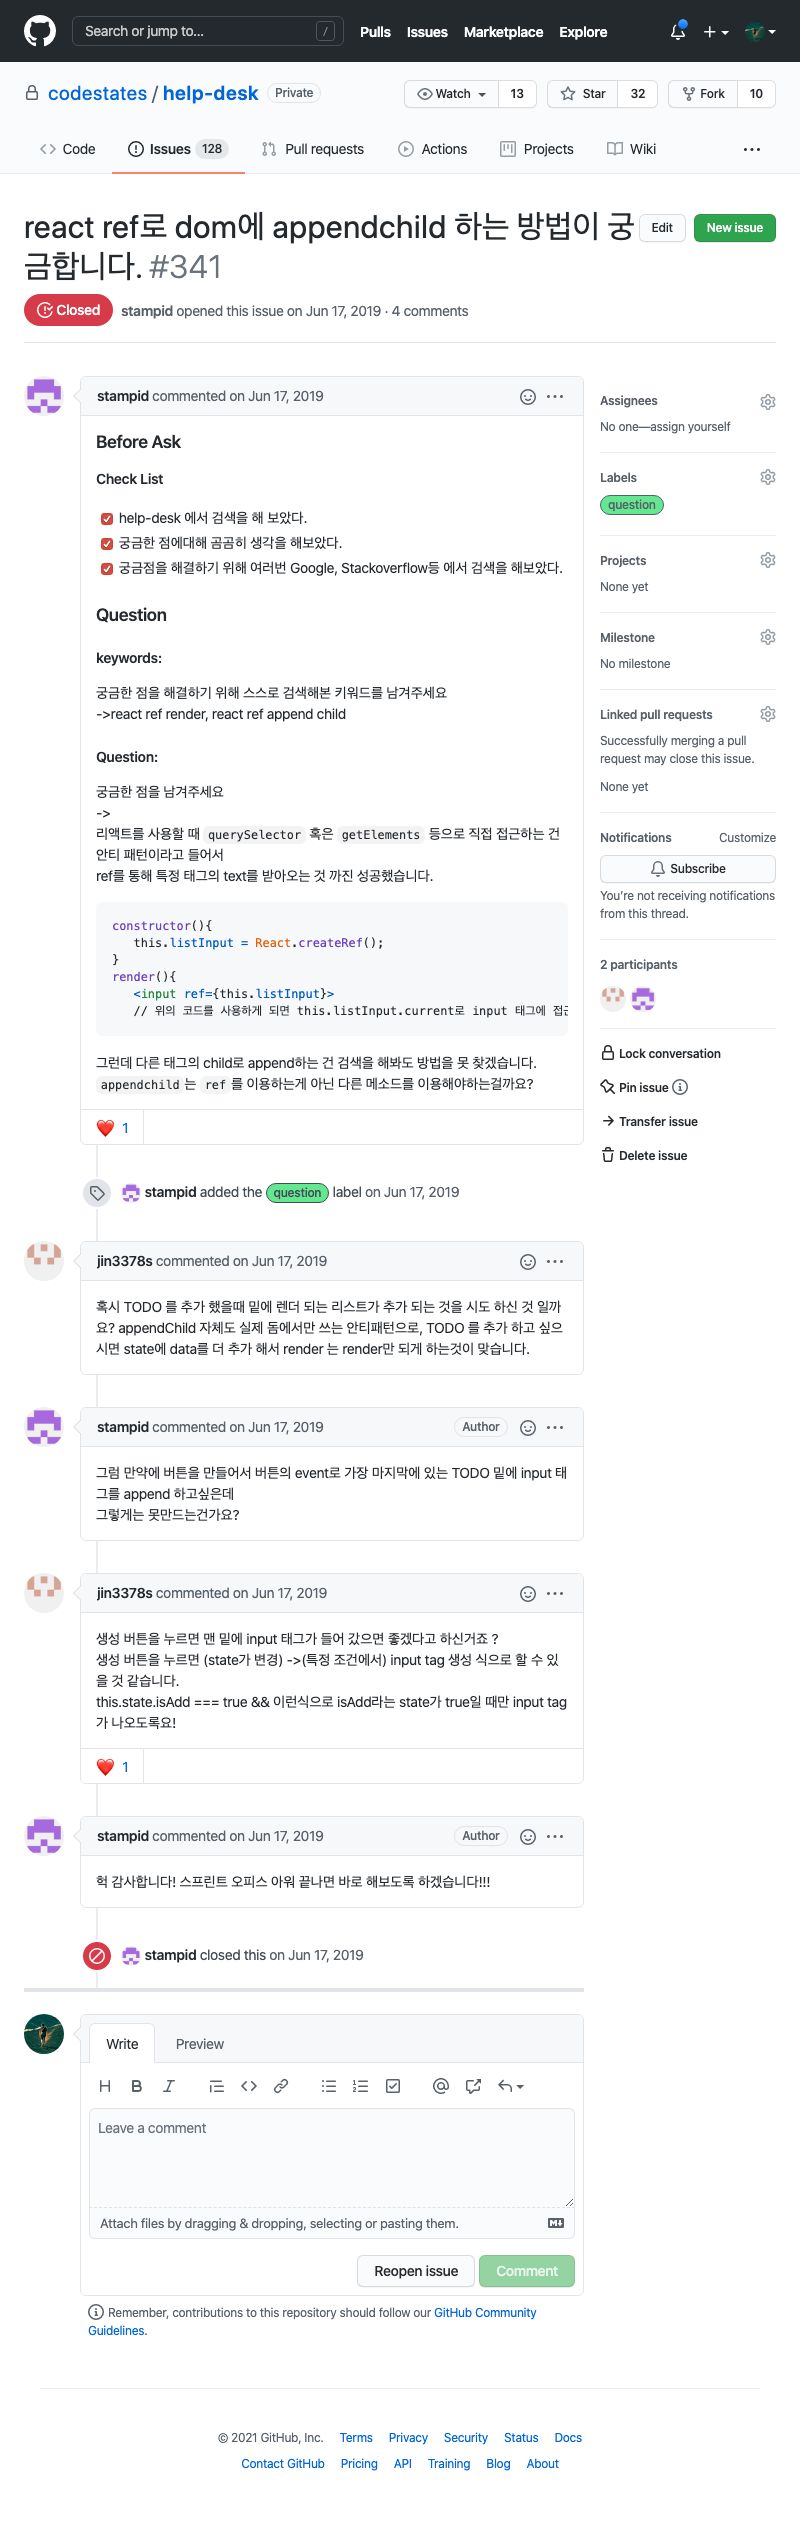 Search or jump to... /
Pulls Issues Marketplace Explore
codestates / help-desk Private
Watch 13 Star 32 Fork 10
Code Issues 128 Pull requests Actions Projects Wiki ...
react ref로 dom에 appendchild 하는 방법이 궁
금합니다. #341
Edit New issue
Closed stampid opened this issue on Jun 17, 2019 · 4 comments
stampid commented on Jun 17, 2019
Before Ask
Check List
help-desk 에서 검색을 해 보았다.
궁금한 점에대해 곰곰히 생각을 해보았다.
궁금점을 해결하기 위해 여러번 Google, Stackoverflow등 에서 검색을 해보았다.
Question
keywords:
궁금한 점을 해결하기 위해 스스로 검색해본 키워드를 남겨주세요
->react ref render, react ref append child
Question:
궁금한 점을 남겨주세요
->
리액트를 사용할 때 querySelector 혹은 getElements 등으로 직접 접근하는 건
안티 패턴이라고 들어서
ref를 통해 특정 태그의 text를 받아오는 것 까진 성공했습니다.
constructor(){
this.listInput = React.createRef();
}
render(){
<input ref={this.listInput}>
// 위의 코드를 사용하게 되면 this.listInput.current로 input 태그에 접근
그런데 다른 태그의 child로 append하는 건 검색을 해봐도 방법을 못 찾겠습니다.
appendchild 는 ref 를 이용하는게 아닌 다른 메소드를 이용해야하는걸까요?
❤️ 1
stampid added the question label on Jun 17, 2019
jin3378s commented on Jun 17, 2019
혹시 TODO 를 추가 했을때 밑에 렌더 되는 리스트가 추가 되는 것을 시도 하신 것 일까
요? appendChild 자체도 실제 돔에서만 쓰는 안티패턴으로, TODO 를 추가 하고 싶으
시면 state에 data를 더 추가 해서 render 는 render만 되게 하는것이 맞습니다.
stampid commented on Jun 17, 2019 Author
그럼 만약에 버튼을 만들어서 버튼의 event로 가장 마지막에 있는 TODO 밑에 input 태
그를 append 하고싶은데
그렇게는 못만드는건가요?
jin3378s commented on Jun 17, 2019
생성 버튼을 누르면 맨 밑에 input 태그가 들어 갔으면 좋겠다고 하신거죠 ?
생성 버튼을 누르면 (state가 변경) ->(특정 조건에서) input tag 생성 식으로 할 수 있
을 것 같습니다.
this.state.isAdd === true && 이런식으로 isAdd라는 state가 true일 때만 input tag
가 나오도록요!
❤️ 1
stampid commented on Jun 17, 2019 Author
헉 감사합니다! 스프린트 오피스 아워 끝나면 바로 해보도록 하겠습니다!!!
stampid closed this on Jun 17, 2019
Write Preview
Leave a comment
Attach files by dragging & dropping, selecting or pasting them.
Reopen issue Comment
Remember, contributions to this repository should follow our GitHub Community
Guidelines.
Assignees
No one—assign yourself
Labels
question
Projects
None yet
Milestone
No milestone
Linked pull requests
Successfully merging a pull
request may close this issue.
None yet
Notifications Customize
Subscribe
You're not receiving notifications
from this thread.
2 participants
Lock conversation
Pin issue
Transfer issue
Delete issue
© 2021 GitHub, Inc. Terms Privacy Security Status Docs
Contact GitHub Pricing API Training Blog About